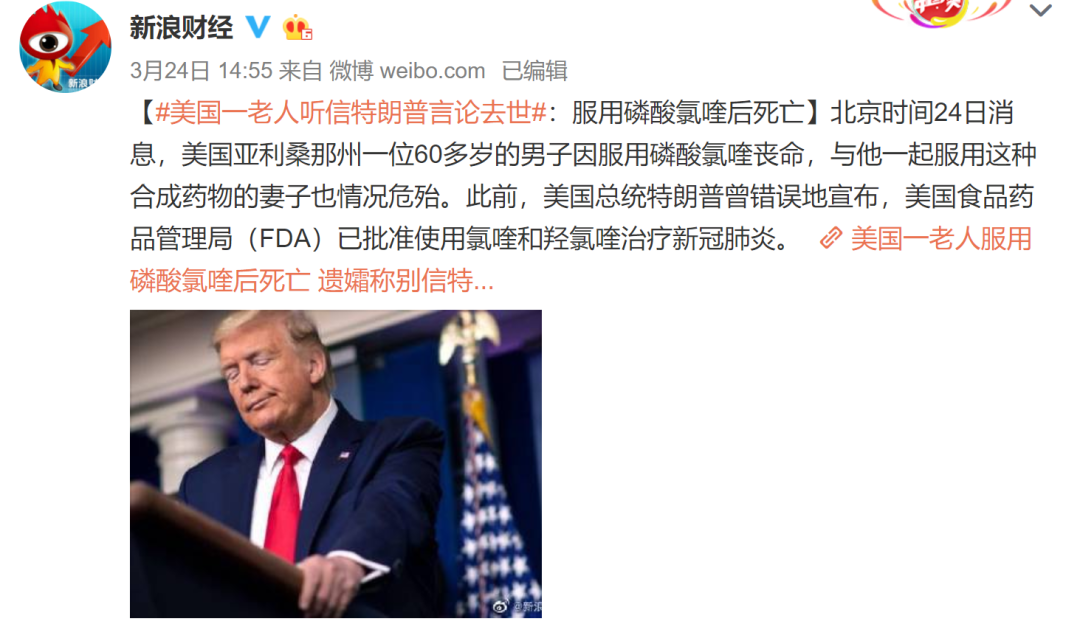 新浪财经
新浪财
3月24日 14:55 来自 微博 weibo.com 已编辑
【#美国一老人听信特朗普言论去世#：服用磷酸氯喹后死亡】北京时间24日消
息，美国亚利桑那州一位60多岁的男子因服用磷酸氯喹丧命，与他一起服用这种
合成药物的妻子也情况危殆。此前，美国总统特朗普曾错误地宣布，美国食品药
品管理局（FDA）已批准使用氯喹和羟氯喹治疗新冠肺炎。 美国一老人服用
磷酸氯喹后死亡 遗孀称别信特...
@新浪